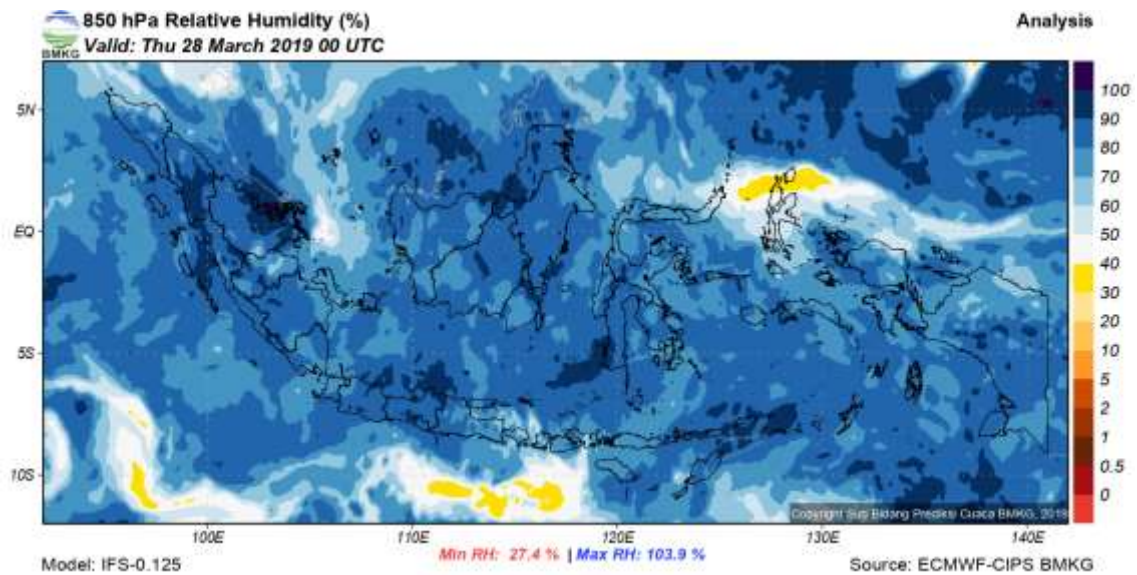 850 hPa Relative Humidity (%)
Analysis
BMKG
Valid: Thu 28 March 2019 00 UTC
5N
EQ
5S
10S
100
90
80
70
60
50
40
30
20
10
5
2
1
0.5
0
Copyright Sub Bidang Prediksi Cuaca BMKG, 2019
100E
110E
120E
130E
140E
Min RH: 27.4 % | Max RH: 103.9 %
Model: IFS-0.125
Source: ECMWF-CIPS BMKG